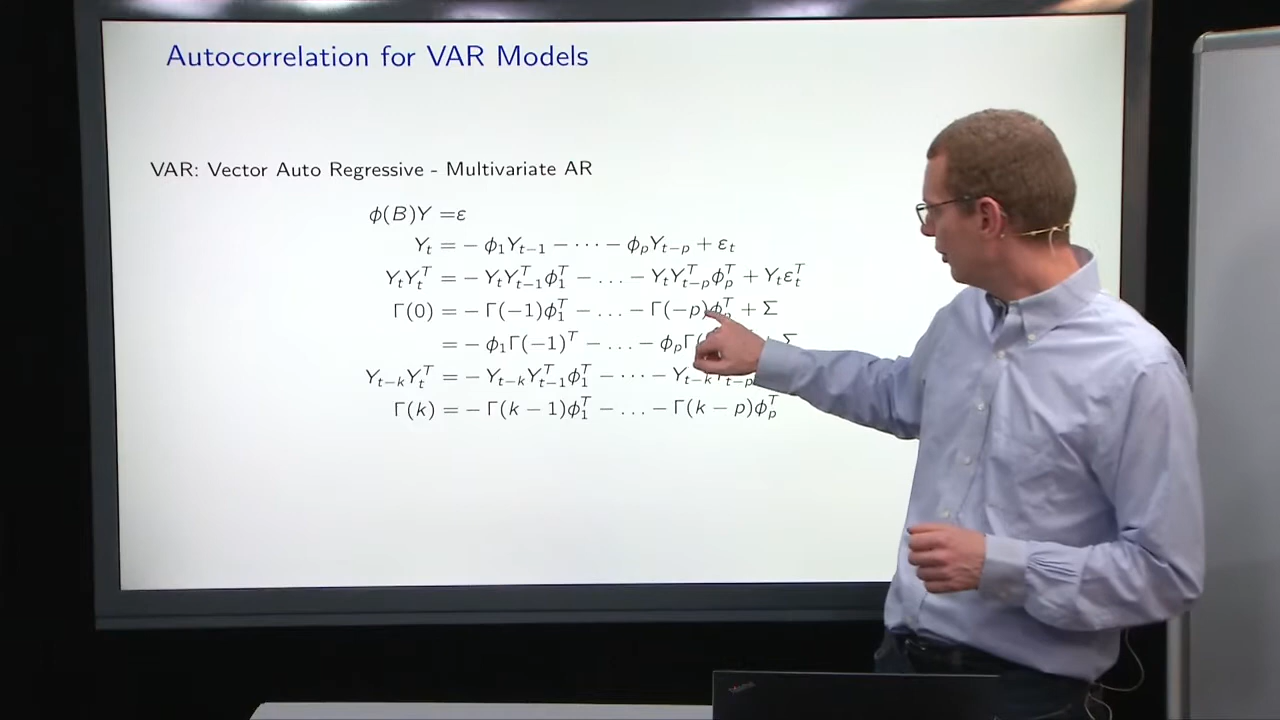 Autocorrelation for VAR Models
VAR: Vector Auto Regressive - Multivariate AR
ϕ(B)Y =ε
Y_t = − ϕ_1Y_{t−1} − ⋯ − ϕ_pY_{t−p} + ε_t
Y_tY_t^T = − Y_tY_{t−1}^Tϕ_1^T − … − Y_tY_{t−p}^Tϕ_p^T + Y_tε_t^T
Γ(0) = − Γ(−1)ϕ_1^T − … − Γ(−p)ϕ_p^T + Σ
= − ϕ_1Γ(−1)^T − … − ϕ_pΓ( Σ
Y_{t−k}Y_t^T = − Y_{t−k}Y_{t−1}^Tϕ_1^T − ⋯ − Y_{t−k}Y_{t−p}^T
Γ(k) = − Γ(k − 1)ϕ_1^T − … − Γ(k − p)ϕ_p^T